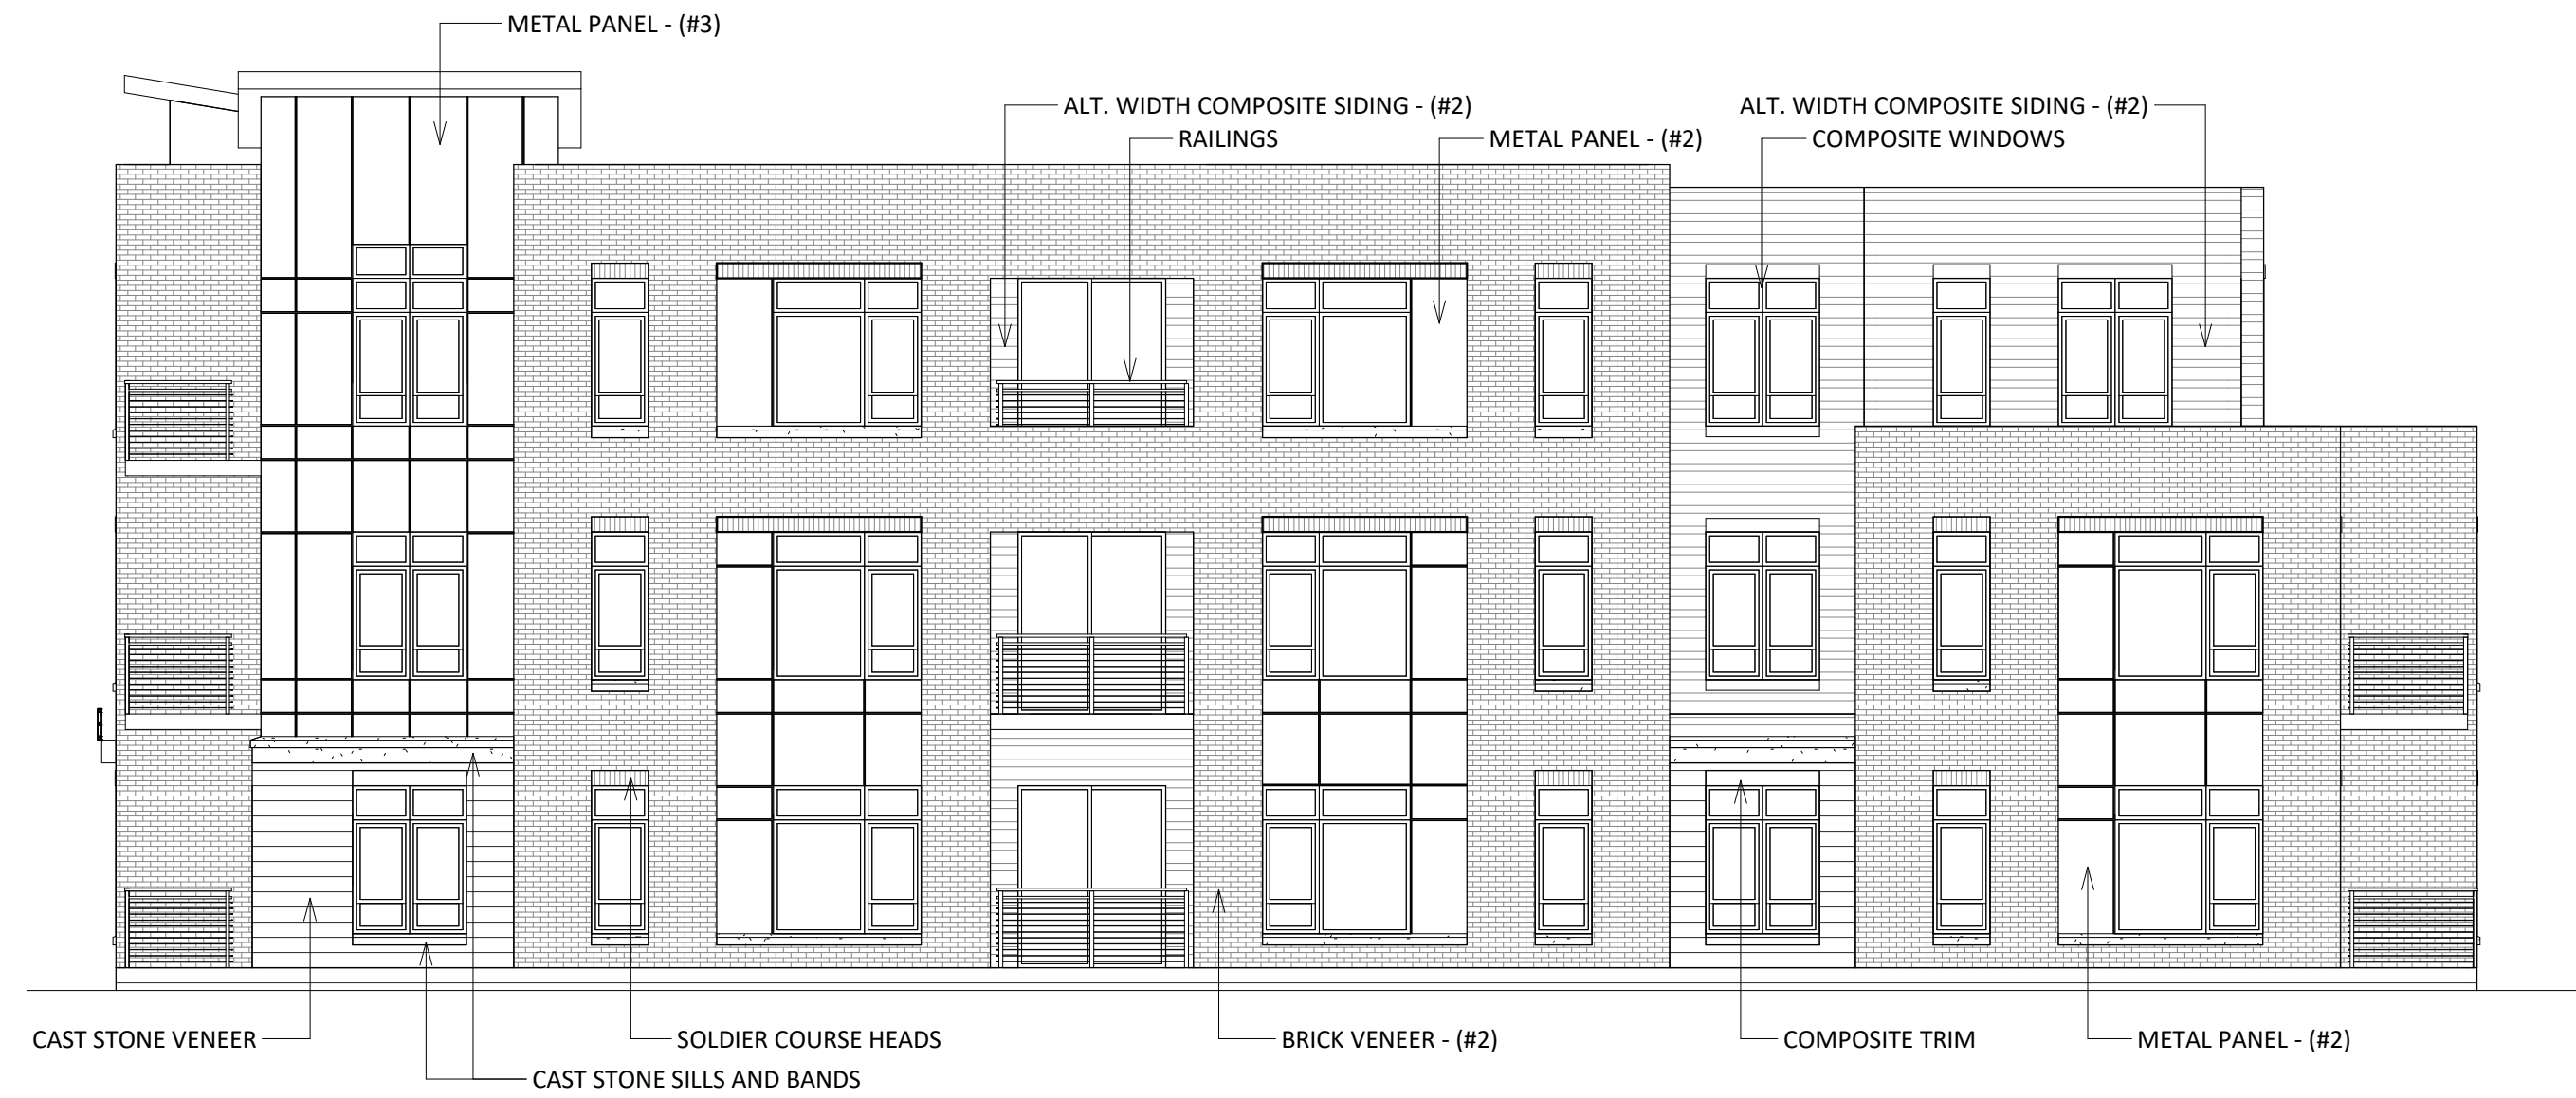 METAL PANEL - (#3)
ALT. WIDTH COMPOSITE SIDING - (#2)
ALT. WIDTH COMPOSITE SIDING - (#2)
RAILINGS
METAL PANEL - (#2)
COMPOSITE WINDOWS
CAST STONE VENEER
SOLDIER COURSE HEADS
BRICK VENEER - (#2)
COMPOSITE TRIM
METAL PANEL - (#2)
CAST STONE SILLS AND BANDS